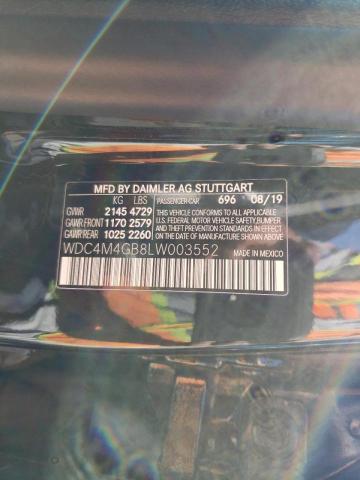 MFD BY DAIMLER AG STUTTGART
KG LBS PASSENGER-CAR 696 08/19
GVWR 2145 4729 THIS VEHICLE CONFORMS TO ALL APPLICABLE
GAWR FRONT 1170 2579 U.S. FEDERAL MOTOR VEHICLE SAFETY, BUMPER,
GAWR REAR 1025 2260 AND THEFT PREVENTION STANDARDS IN EFFECT
ON THE DATE OF MANUFACTURE SHOWN ABOVE.
WDC4M4GB8LW003552 MADE IN MEXICO